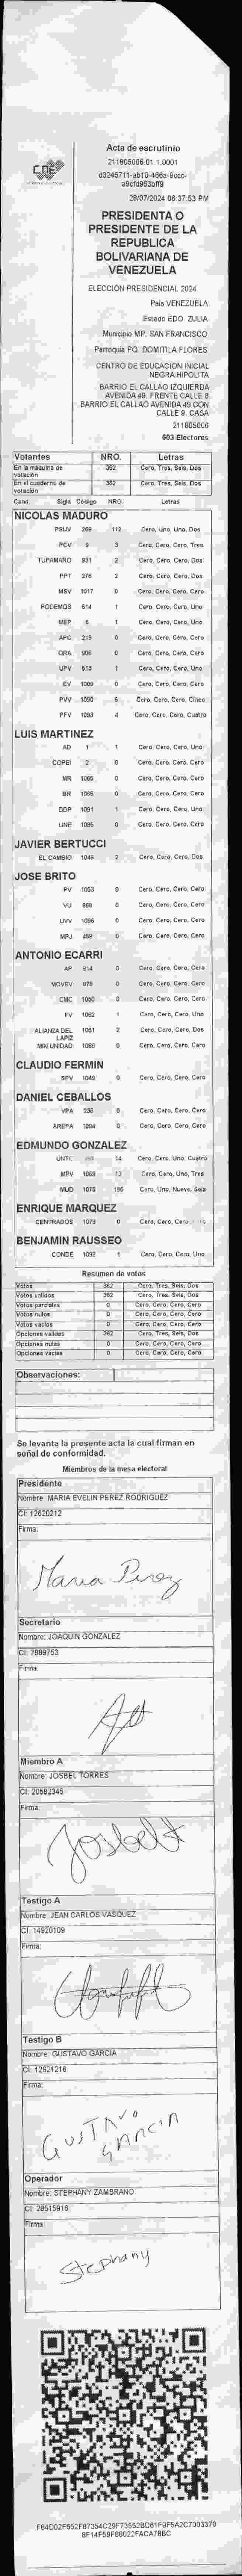 cne
Acta de escrutinio
211805006.01.1.0001
28/07/2024 06:37:53 PM
PRESIDENTA O
PRESIDENTE DE LA
REPUBLICA
BOLIVARIANA DE
VENEZUELA
ELECCIÓN PRESIDENCIAL 2024
País VENEZUELA
Estado EDO. ZULIA
Municipio MP. SAN FRANCISCO
Parroquia PQ. DOMITILA FLORES
CENTRO DE EDUCACIÓN INICIAL
NEGRA HIPOLITA
BARRIO EL CALLAO IZQUIERDA
AVENIDA 49. FRENTE CALLE 8
BARRIO EL CALLAO AVENIDA 49 CON
CALLE 9. CASA
211805006
603 Electores
Votantes NRO. Letras
En la máquina de votación 362 Cero, Tres, Seis, Dos
En el cuaderno de votación 362 Cero, Tres, Seis, Dos
Cand. Sigla Código NRO. Letras
NICOLAS MADURO
PSUV 269 112 Cero, Uno, Uno, Dos
PCV 9 3 Cero, Cero, Cero, Tres
TUPAMARO 931 2 Cero, Cero, Cero, Dos
PPT 276 2 Cero, Cero, Cero, Dos
MSV 1017 0 Cero, Cero, Cero, Cero
PODEMOS 514 1 Cero, Cero, Cero, Uno
MEP 6 1 Cero, Cero, Cero, Uno
APC 219 0 Cero, Cero, Cero, Cero
ORA 906 0 Cero, Cero, Cero, Cero
UPV 513 1 Cero, Cero, Cero, Uno
EV 1089 0 Cero, Cero, Cero, Cero
PVV 1090 5 Cero, Cero, Cero, Cinco
PFV 1093 4 Cero, Cero, Cero, Cuatro
LUIS MARTINEZ
AD 1 1 Cero, Cero, Cero, Uno
COPEI 2 0 Cero, Cero, Cero, Cero
MR 1065 0 Cero, Cero, Cero, Cero
BR 1066 0 Cero, Cero, Cero, Cero
DDP 1091 1 Cero, Cero, Cero, Uno
UNE 1095 0 Cero, Cero, Cero, Cero
JAVIER BERTUCCI
EL CAMBIO 1049 2 Cero, Cero, Cero, Dos
JOSE BRITO
PV 1053 0 Cero, Cero, Cero, Cero
VU 868 0 Cero, Cero, Cero, Cero
UVV 1096 0 Cero, Cero, Cero, Cero
MPJ 459 0 Cero, Cero, Cero, Cero
ANTONIO ECARRI
AP 814 0 Cero, Cero, Cero, Cero
MOVEV 879 0 Cero, Cero, Cero, Cero
CMC 1000 0 Cero, Cero, Cero, Cero
FV 1062 1 Cero, Cero, Cero, Uno
ALIANZA DEL LAPIZ 1061 2 Cero, Cero, Cero, Dos
MIN UNIDAD 1066 0 Cero, Cero, Cero, Cero
CLAUDIO FERMIN
SPV 1048 0 Cero, Cero, Cero, Cero
DANIEL CEBALLOS
VPA 236 0 Cero, Cero, Cero, Cero
AREPA 1094 0 Cero, Cero, Cero, Cero
EDMUNDO GONZALEZ
UNTC 14 Cero, Cero, Uno, Cuatro
MPV 1068 13 Cero, Cero, Uno, Tres
MUD 1075 196 Cero, Uno, Nueve, Seis
ENRIQUE MARQUEZ
CENTRADOS 1073 0 Cero, Cero, Cero
BENJAMIN RAUSSEO
CONDE 1092 1 Cero, Cero, Cero, Uno
Resumen de votos
Votos 362 Cero, Tres, Seis, Dos
Votos válidos 362 Cero, Tres, Seis, Dos
Votos parciales 0 Cero, Cero, Cero, Cero
Votos nulos 0 Cero, Cero, Cero, Cero
Votos vacíos 0 Cero, Cero, Cero, Cero
Opciones válidas 362 Cero, Tres, Seis, Dos
Opciones nulas 0 Cero, Cero, Cero, Cero
Opciones vacías 0 Cero, Cero, Cero, Cero
Observaciones:
Se levanta la presente acta la cual firman en
señal de conformidad.
Miembros de la mesa electoral
Presidente
Nombre: MARIA EVELIN PEREZ RODRIGUEZ
CI: 12620212
Firma:
Maria Perez
Secretario
Nombre: JOAQUIN GONZALEZ
CI: 7689753
Firma:
Miembro A
Nombre: JOSBEL TORRES
CI: 20582345
Firma:
Josbel T
Testigo A
Nombre: JEAN CARLOS VASQUEZ
CI: 14920109
Firma:
Testigo B
Nombre: GUSTAVO GARCIA
CI: 12621216
Firma:
GUSTAVO
GARCIA
Operador
Nombre: STEPHANY ZAMBRANO
CI: 29515916
Firma:
Stephany